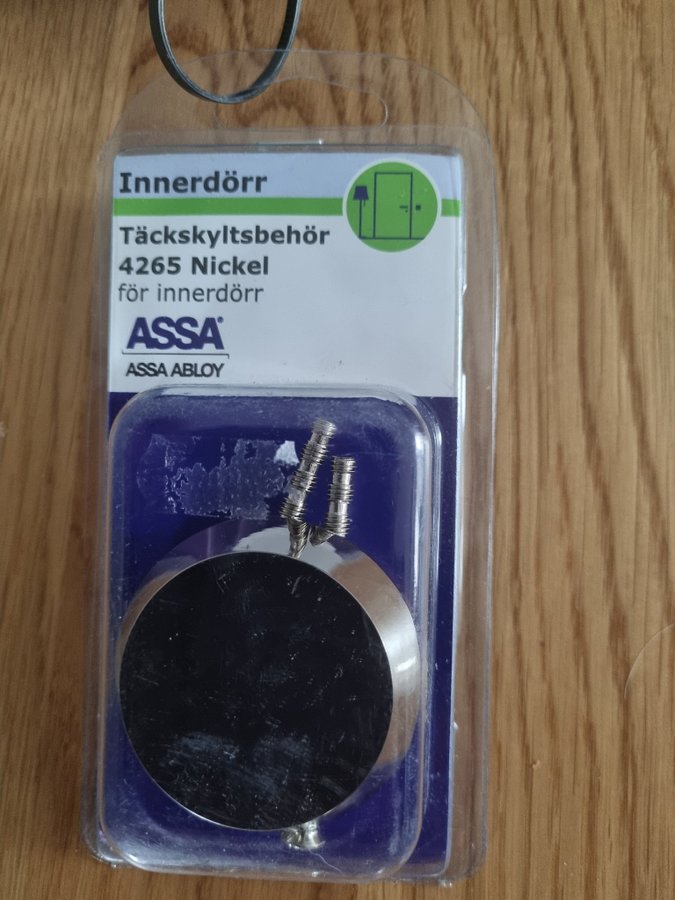 Innerdörr
Täckskyltsbehör
4265 Nickel
för innerdörr
ASSA®
ASSA ABLOY